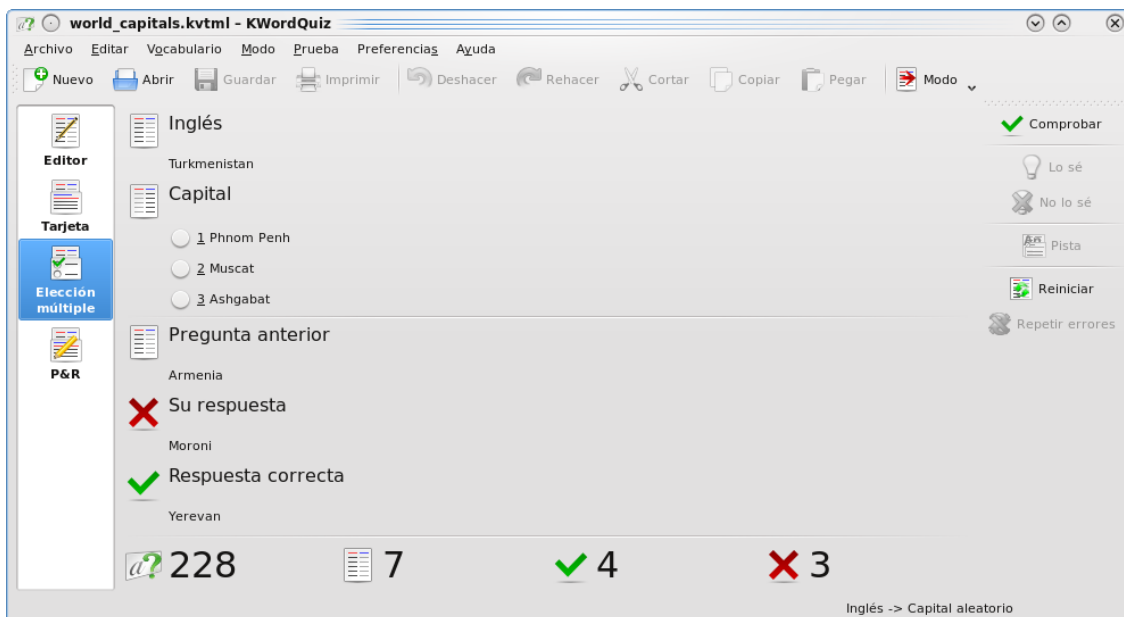 world_capitals.kvtml – KWordQuiz
Archivo Editar Vocabulario Modo Prueba Preferencias Ayuda
Nuevo Abrir Guardar Imprimir Deshacer Rehacer Cortar Copiar Pegar Modo
Editor
Tarjeta
Elección
múltiple
P&R
Inglés
Turkmenistan
Capital
1 Phnom Penh
2 Muscat
3 Ashgabat
Pregunta anterior
Armenia
Su respuesta
Moroni
Respuesta correcta
Yerevan
228 7 4 3
Comprobar
Lo sé
No lo sé
Pista
Reiniciar
Repetir errores
Inglés -> Capital aleatorio